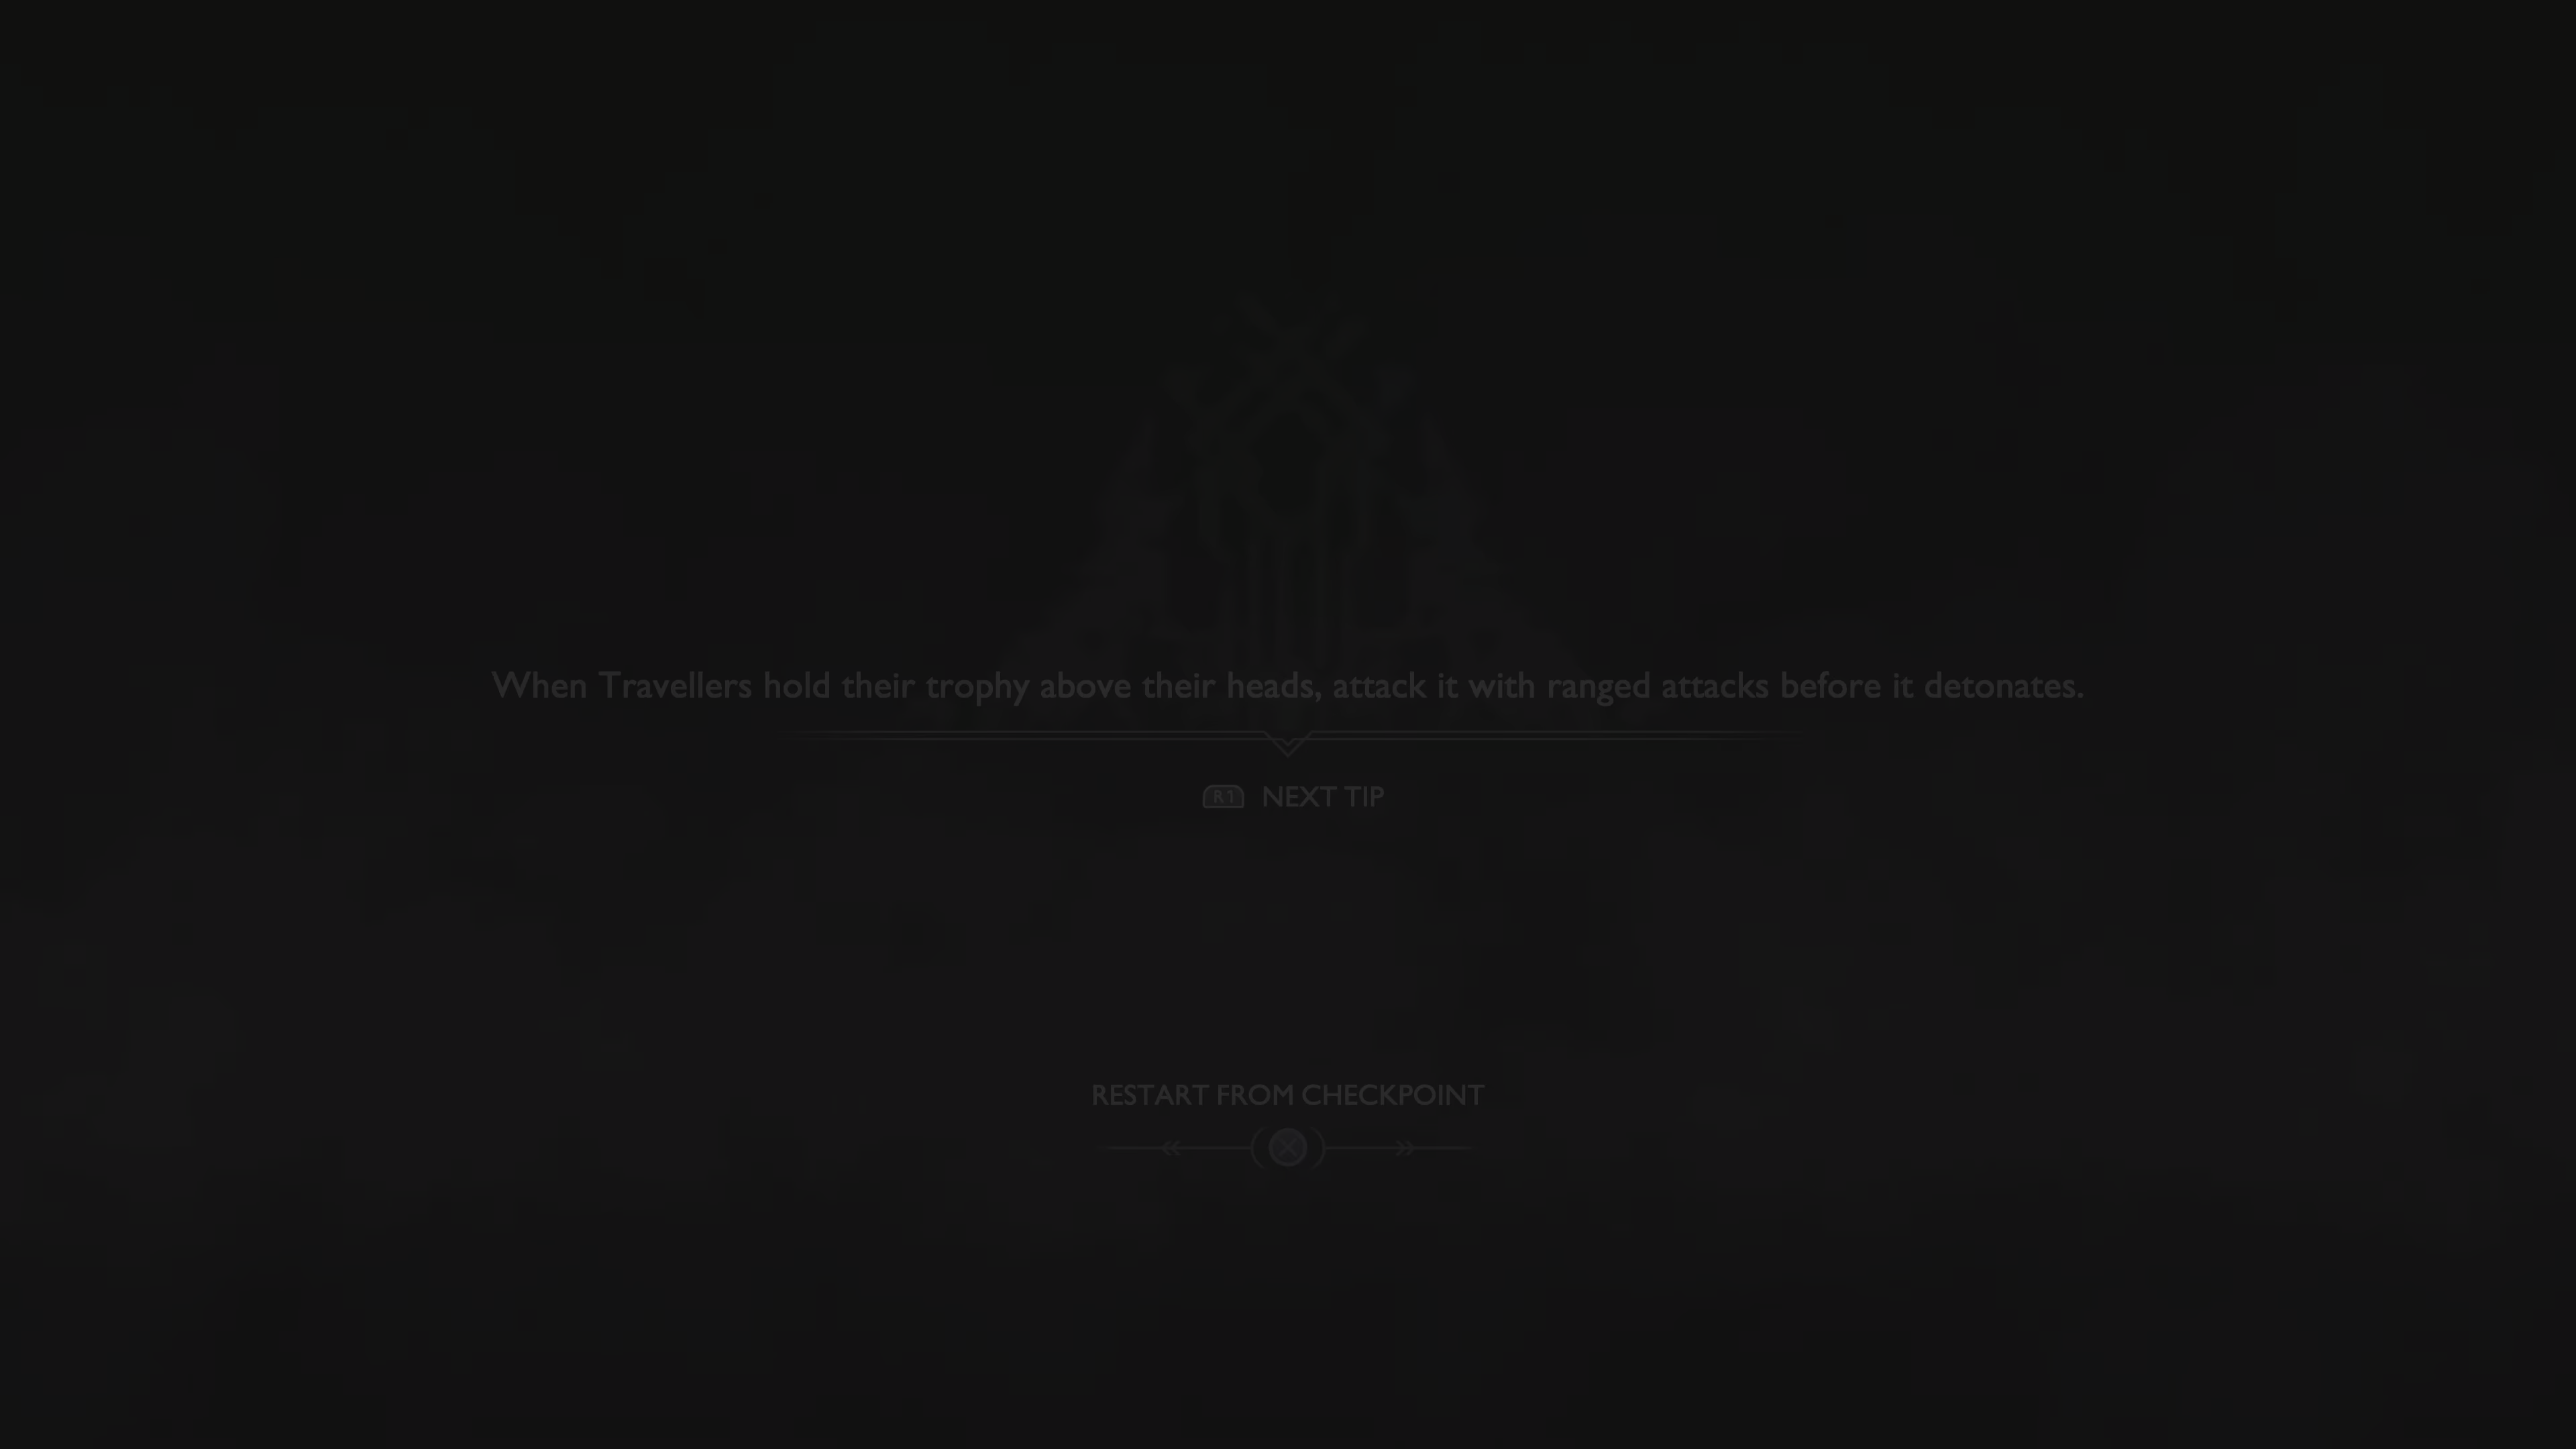 When Travellers hold their trophy above their heads, attack it with ranged attacks before it detonates.
R1 NEXT TIP
RESTART FROM CHECKPOINT